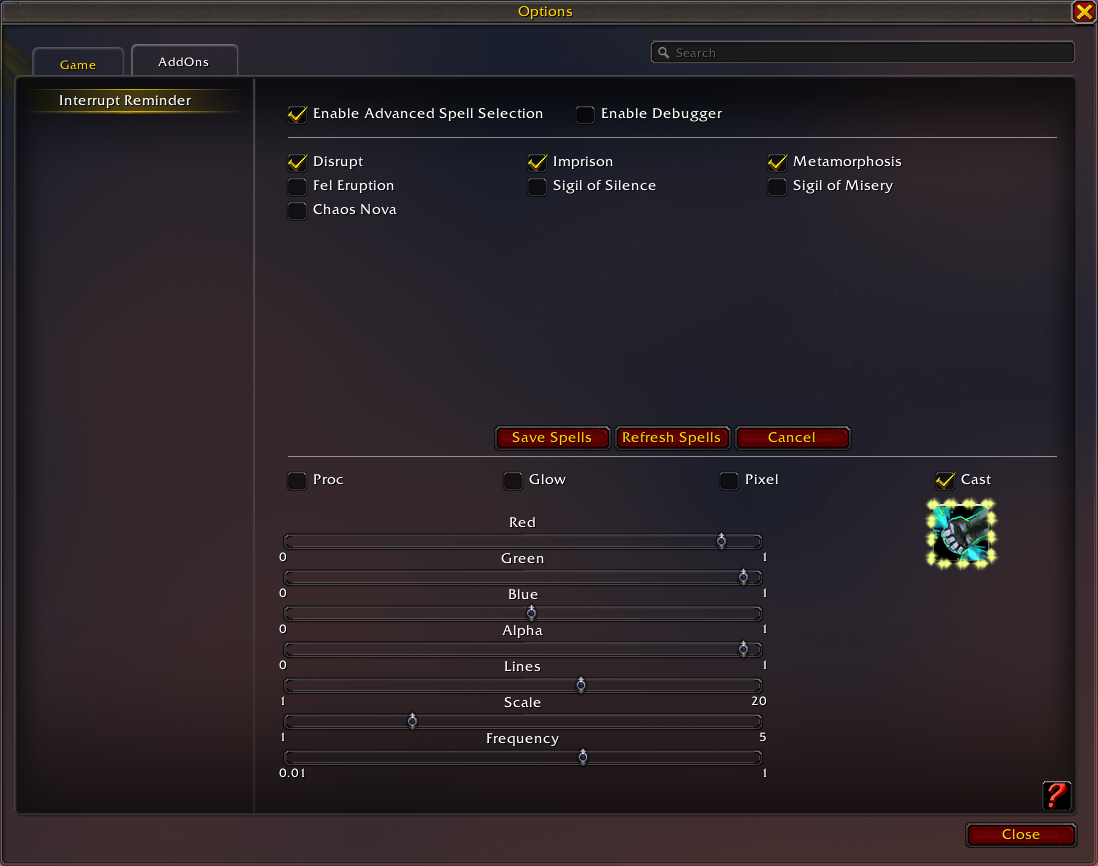 Options
Game AddOns Search
Interrupt Reminder
Enable Advanced Spell Selection Enable Debugger
Disrupt Imprison Metamorphosis
Fel Eruption Sigil of Silence Sigil of Misery
Chaos Nova
Save Spells Refresh Spells Cancel
Proc Glow Pixel Cast
Red
0 1
Green
0 1
Blue
0 1
Alpha
0 1
Lines
1 20
Scale
1 5
Frequency
0.01 1
?
Close